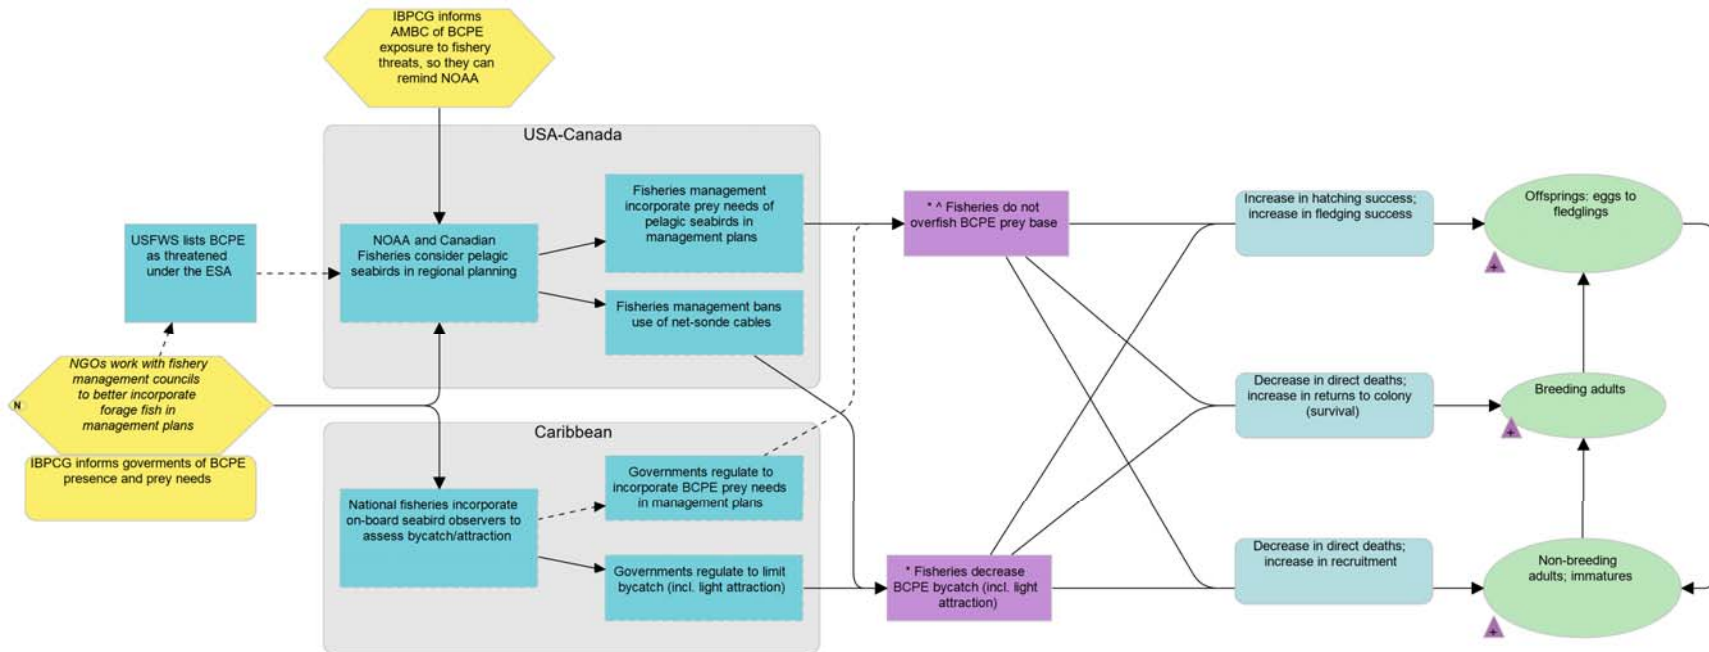 IBPCG informs
AMBC of BCPE
exposure to fishery
threats, so they can
remind NOAA
USA-Canada
USFWS lists BCPE
as threatened
under the ESA
NOAA and Canadian
Fisheries consider pelagic
seabirds in regional planning
Fisheries management
incorporate prey needs of
pelagic seabirds in
management plans
Fisheries management bans
use of net-sonde cables
N
NGOs work with fishery
management councils
to better incorporate
forage fish in
management plans
IBPCG informs goverments of BCPE
presence and prey needs
Caribbean
National fisheries incorporate
on-board seabird observers to
assess bycatch/attraction
Governments regulate to
incorporate BCPE prey needs
in management plans
Governments regulate to limit
bycatch (incl. light attraction)
* ^ Fisheries do not
overfish BCPE prey base
* Fisheries decrease
BCPE bycatch (incl. light
attraction)
Increase in hatching success;
increase in fledging success
Decrease in direct deaths;
increase in returns to colony
(survival)
Decrease in direct deaths;
increase in recruitment
Offsprings: eggs to
fledglings
+
Breeding adults
+
Non-breeding
adults; immatures
+